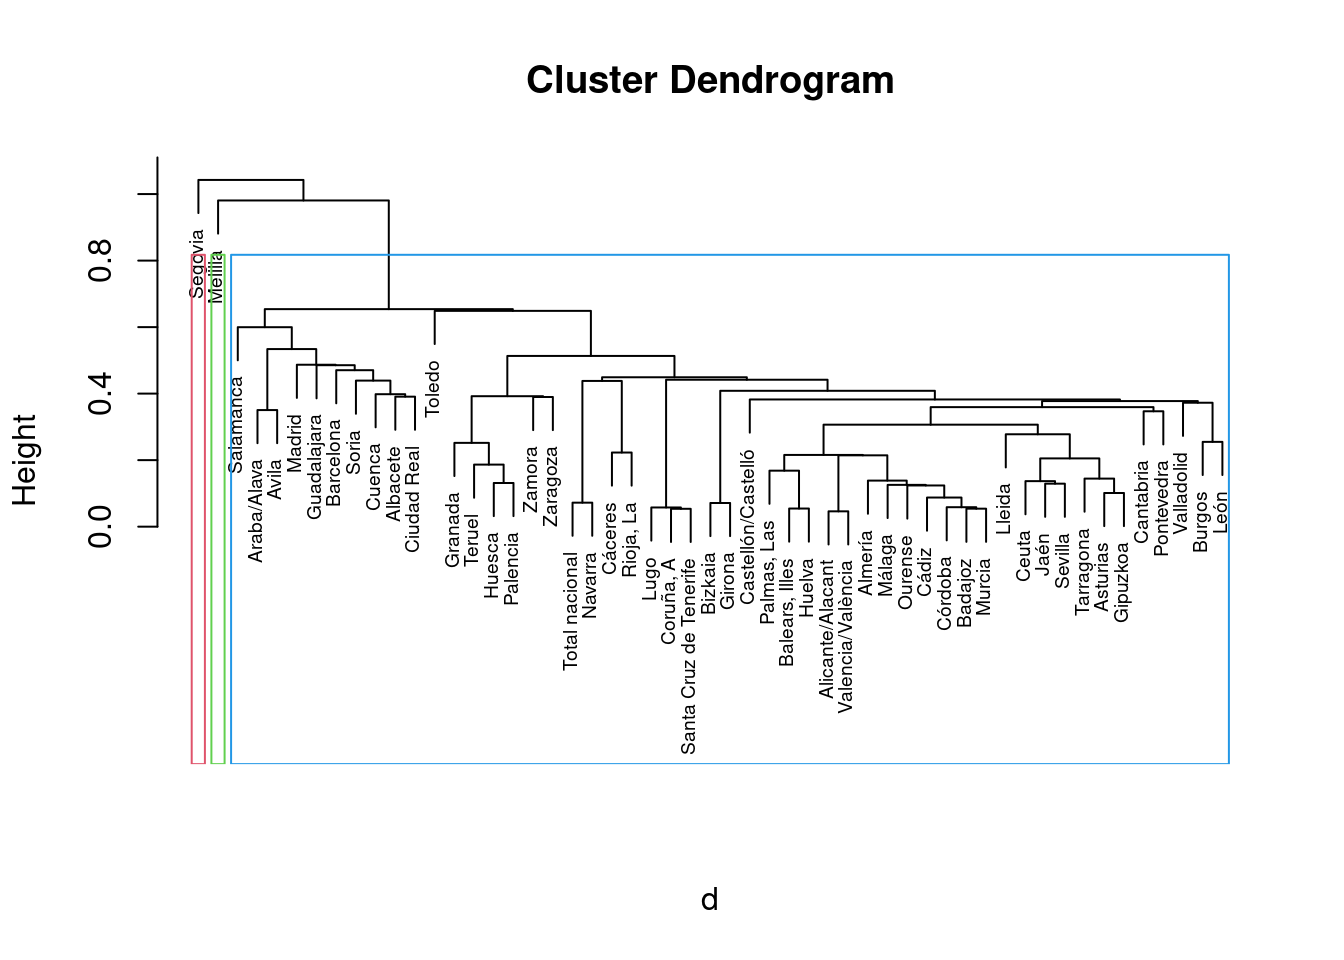 Cluster Dendrogram
Height
0.0
0.4
0.8
Segovia
Melilla
Salamanca
Araba/Álava
Ávila
Madrid
Guadalajara
Barcelona
Soria
Cuenca
Albacete
Ciudad Real
Toledo
Granada
Teruel
Huesca
Palencia
Zamora
Zaragoza
Total nacional
Navarra
Cáceres
Rioja, La
Lugo
Coruña, A
Santa Cruz de Tenerife
Bizkaia
Girona
Castellón/Castelló
Palmas, Las
Balears, Illes
Huelva
Alicante/Alacant
Valencia/València
Almería
Málaga
Ourense
Cádiz
Córdoba
Badajoz
Murcia
Lleida
Ceuta
Jaén
Sevilla
Tarragona
Asturias
Gipuzkoa
Cantabria
Pontevedra
Valladolid
Burgos
León
d